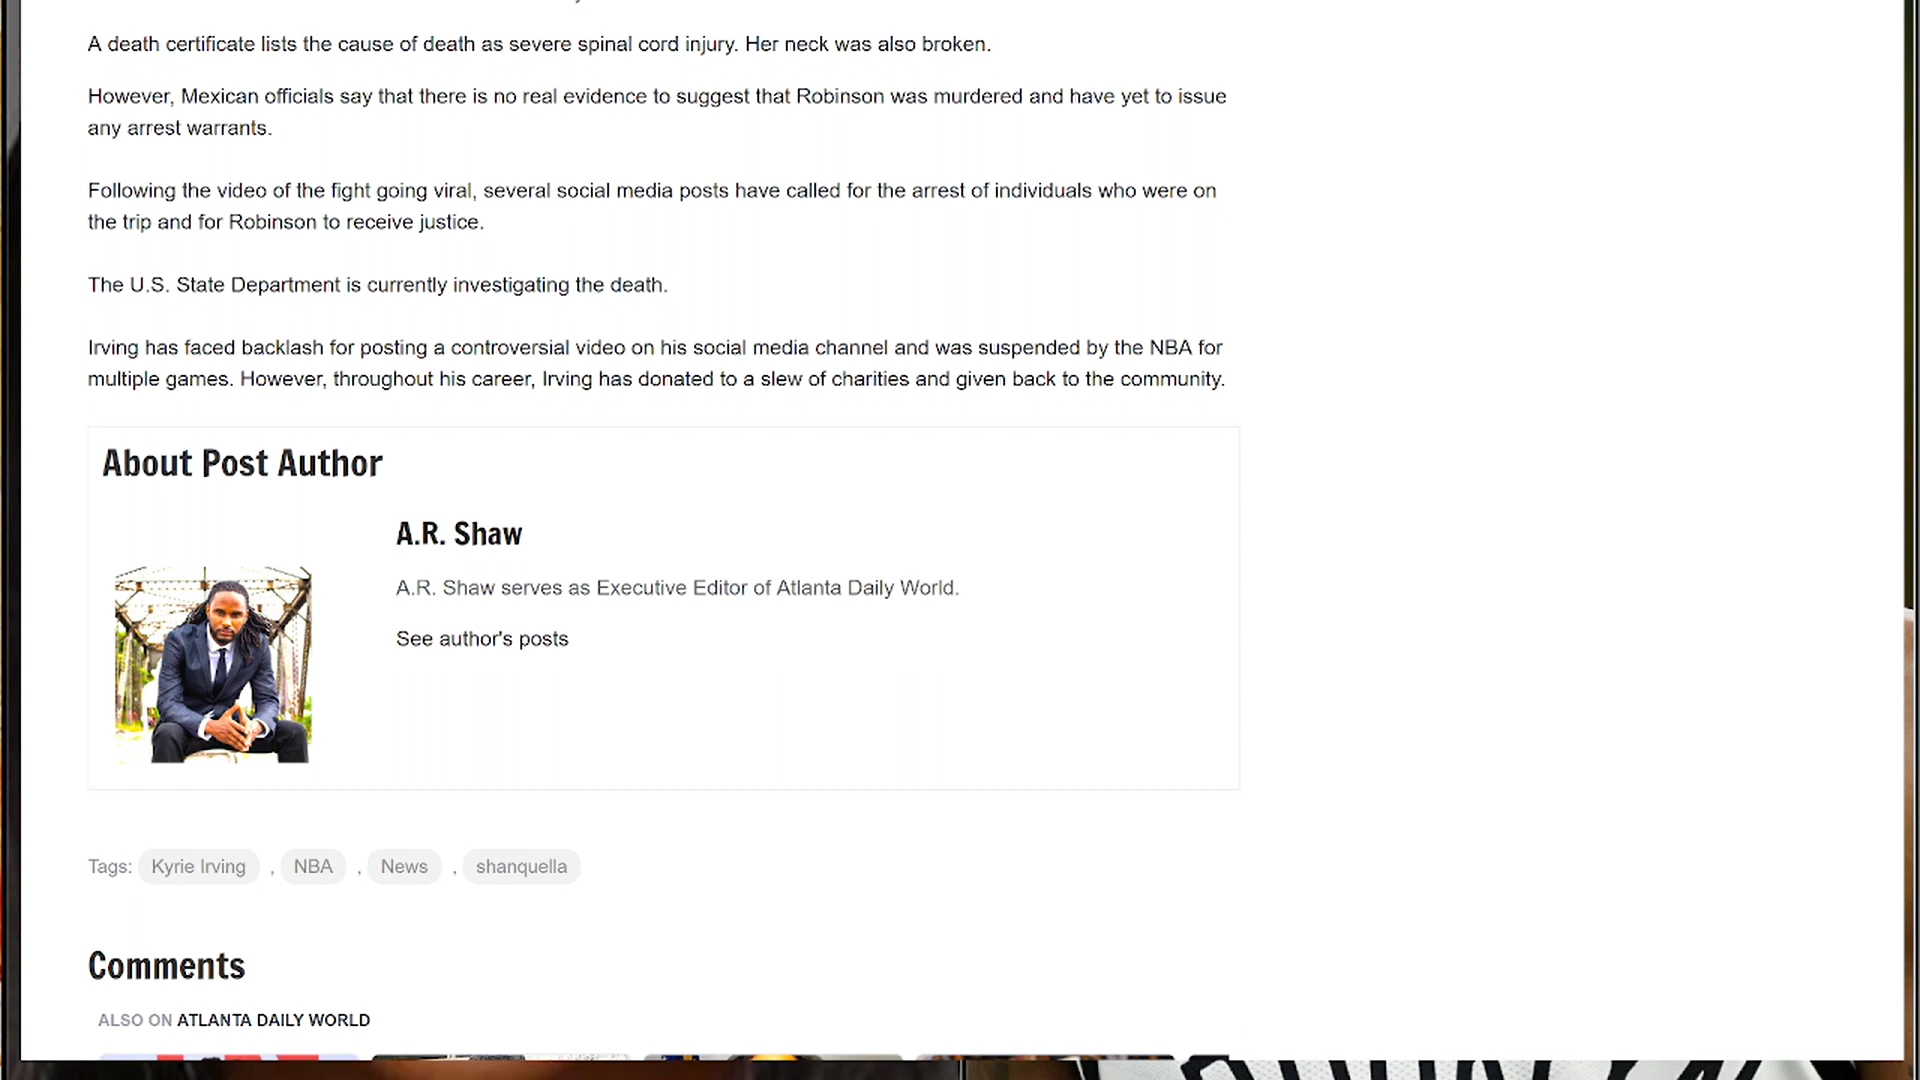 A death certificate lists the cause of death as severe spinal cord injury. Her neck was also broken.
However, Mexican officials say that there is no real evidence to suggest that Robinson was murdered and have yet to issue
any arrest warrants.
Following the video of the fight going viral, several social media posts have called for the arrest of individuals who were on
the trip and for Robinson to receive justice.
The U.S. State Department is currently investigating the death.
Irving has faced backlash for posting a controversial video on his social media channel and was suspended by the NBA for
multiple games. However, throughout his career, Irving has donated to a slew of charities and given back to the community.
About Post Author
A.R. Shaw
A.R. Shaw serves as Executive Editor of Atlanta Daily World.
See author's posts
Tags: Kyrie Irving , NBA , News , shanquella
Comments
ALSO ON ATLANTA DAILY WORLD